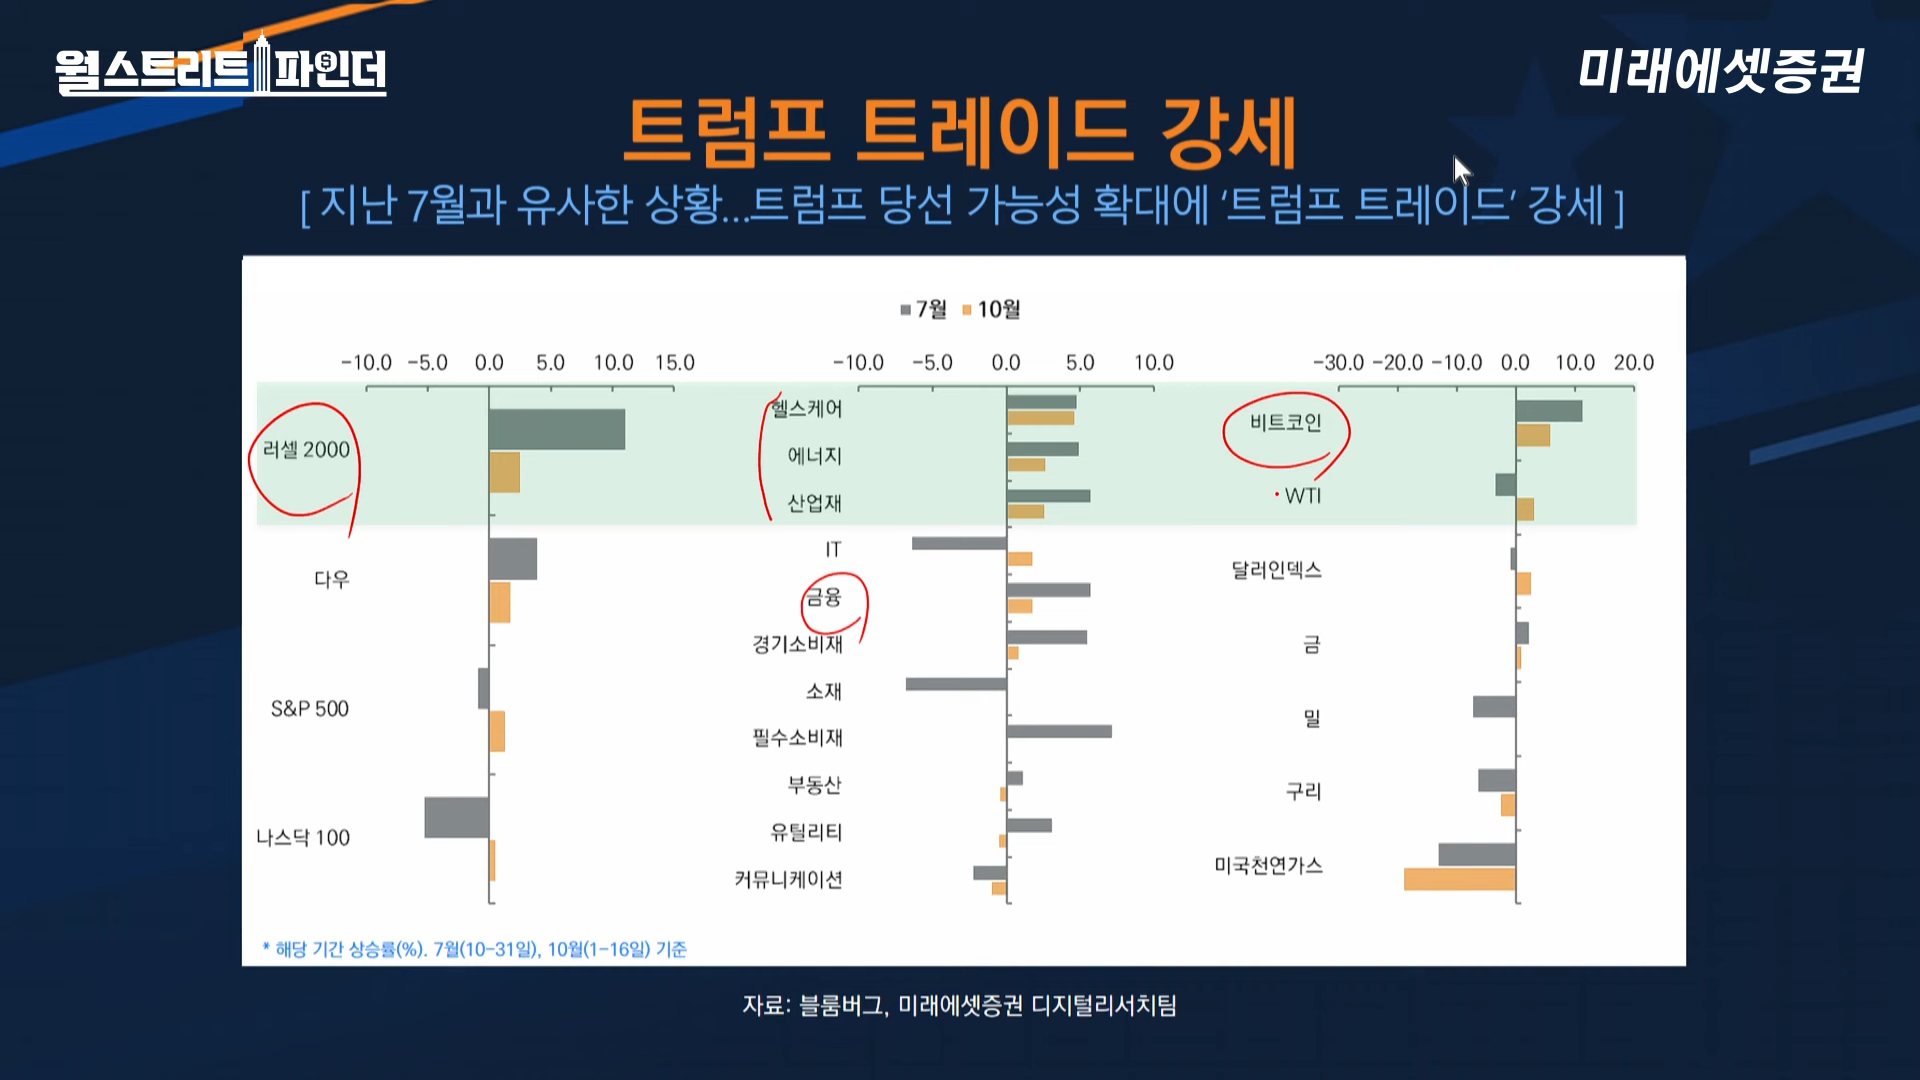 월스트리트 파인더
미래에셋증권
트럼프 트레이드 강세
[ 지난 7월과 유사한 상황...트럼프 당선 가능성 확대에 ‘트럼프 트레이드’ 강세 ]
7월 10월
−10.0 −5.0 0.0 5.0 10.0 15.0
러셀 2000
다우
S&P 500
나스닥 100
−10.0 −5.0 0.0 5.0 10.0
헬스케어
에너지
산업재
IT
금융
경기소비재
소재
필수소비재
부동산
유틸리티
커뮤니케이션
−30.0 −20.0 −10.0 0.0 10.0 20.0
비트코인
WTI
달러인덱스
금
밀
구리
미국천연가스
* 해당 기간 상승률(%). 7월(10−31일), 10월(1−16일) 기준
자료: 블룸버그, 미래에셋증권 디지털리서치팀